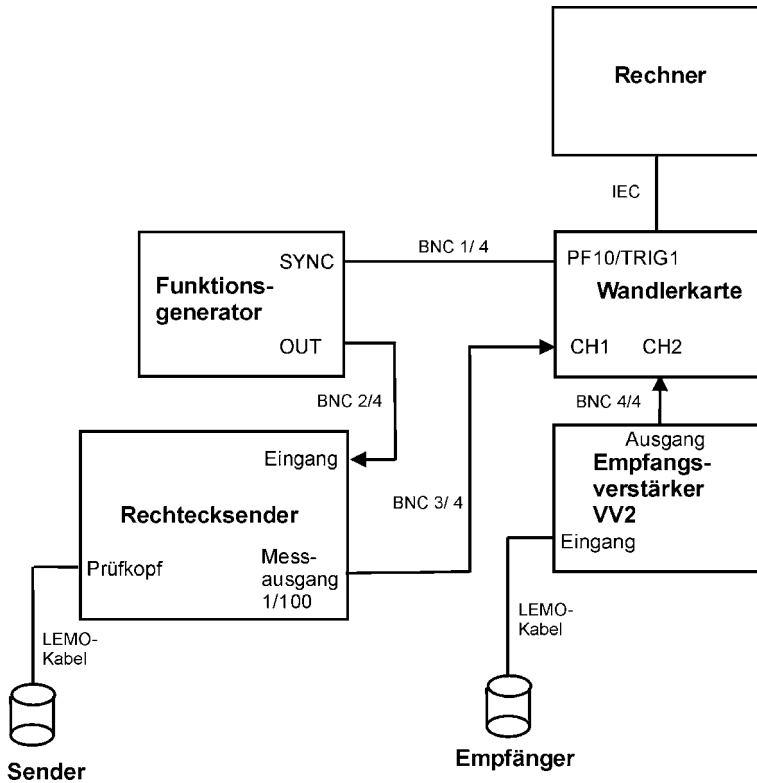 Rechner
IEC
BNC 1/ 4
SYNC
Funktions-
generator
OUT
PF10/TRIG1
Wandlerkarte
CH1 CH2
BNC 2/4
BNC 4/4
Eingang
Rechtecksender
BNC 3/ 4
Prüfkopf
Mess-
ausgang
1/100
Ausgang
Empfangs-
verstärker
VV2
Eingang
LEMO-
Kabel
LEMO-
Kabel
Sender
Empfänger